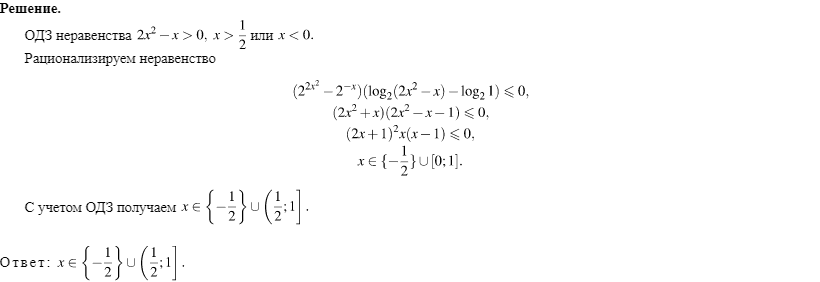 Решение.
ОДЗ неравенства 2x² − x > 0, x > 1/2 или x < 0.
Рационализируем неравенство
(2^{2x²} − 2^{−x})(log₂(2x² − x) − log₂ 1) ⩽ 0,
(2x² + x)(2x² − x − 1) ⩽ 0,
(2x + 1)²x(x − 1) ⩽ 0,
x ∈ {−1/2} ∪ [0; 1].
С учетом ОДЗ получаем x ∈ {−1/2} ∪ (1/2; 1].
Ответ: x ∈ {−1/2} ∪ (1/2; 1].